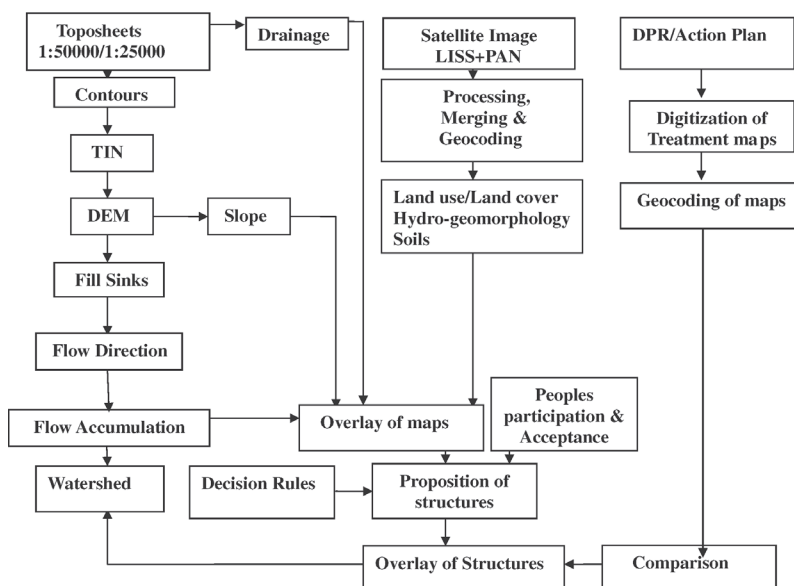 Toposheets
1:50000/1:25000
Drainage
Satellite Image
LISS+PAN
DPR/Action Plan
Contours
Processing,
Merging &
Geocoding
Digitization of
Treatment maps
TIN
DEM
Slope
Land use/Land cover
Hydro-geomorphology
Soils
Geocoding of maps
Fill Sinks
Flow Direction
Peoples
participation &
Acceptance
Flow Accumulation
Overlay of maps
Watershed
Decision Rules
Proposition of
structures
Overlay of Structures
Comparison